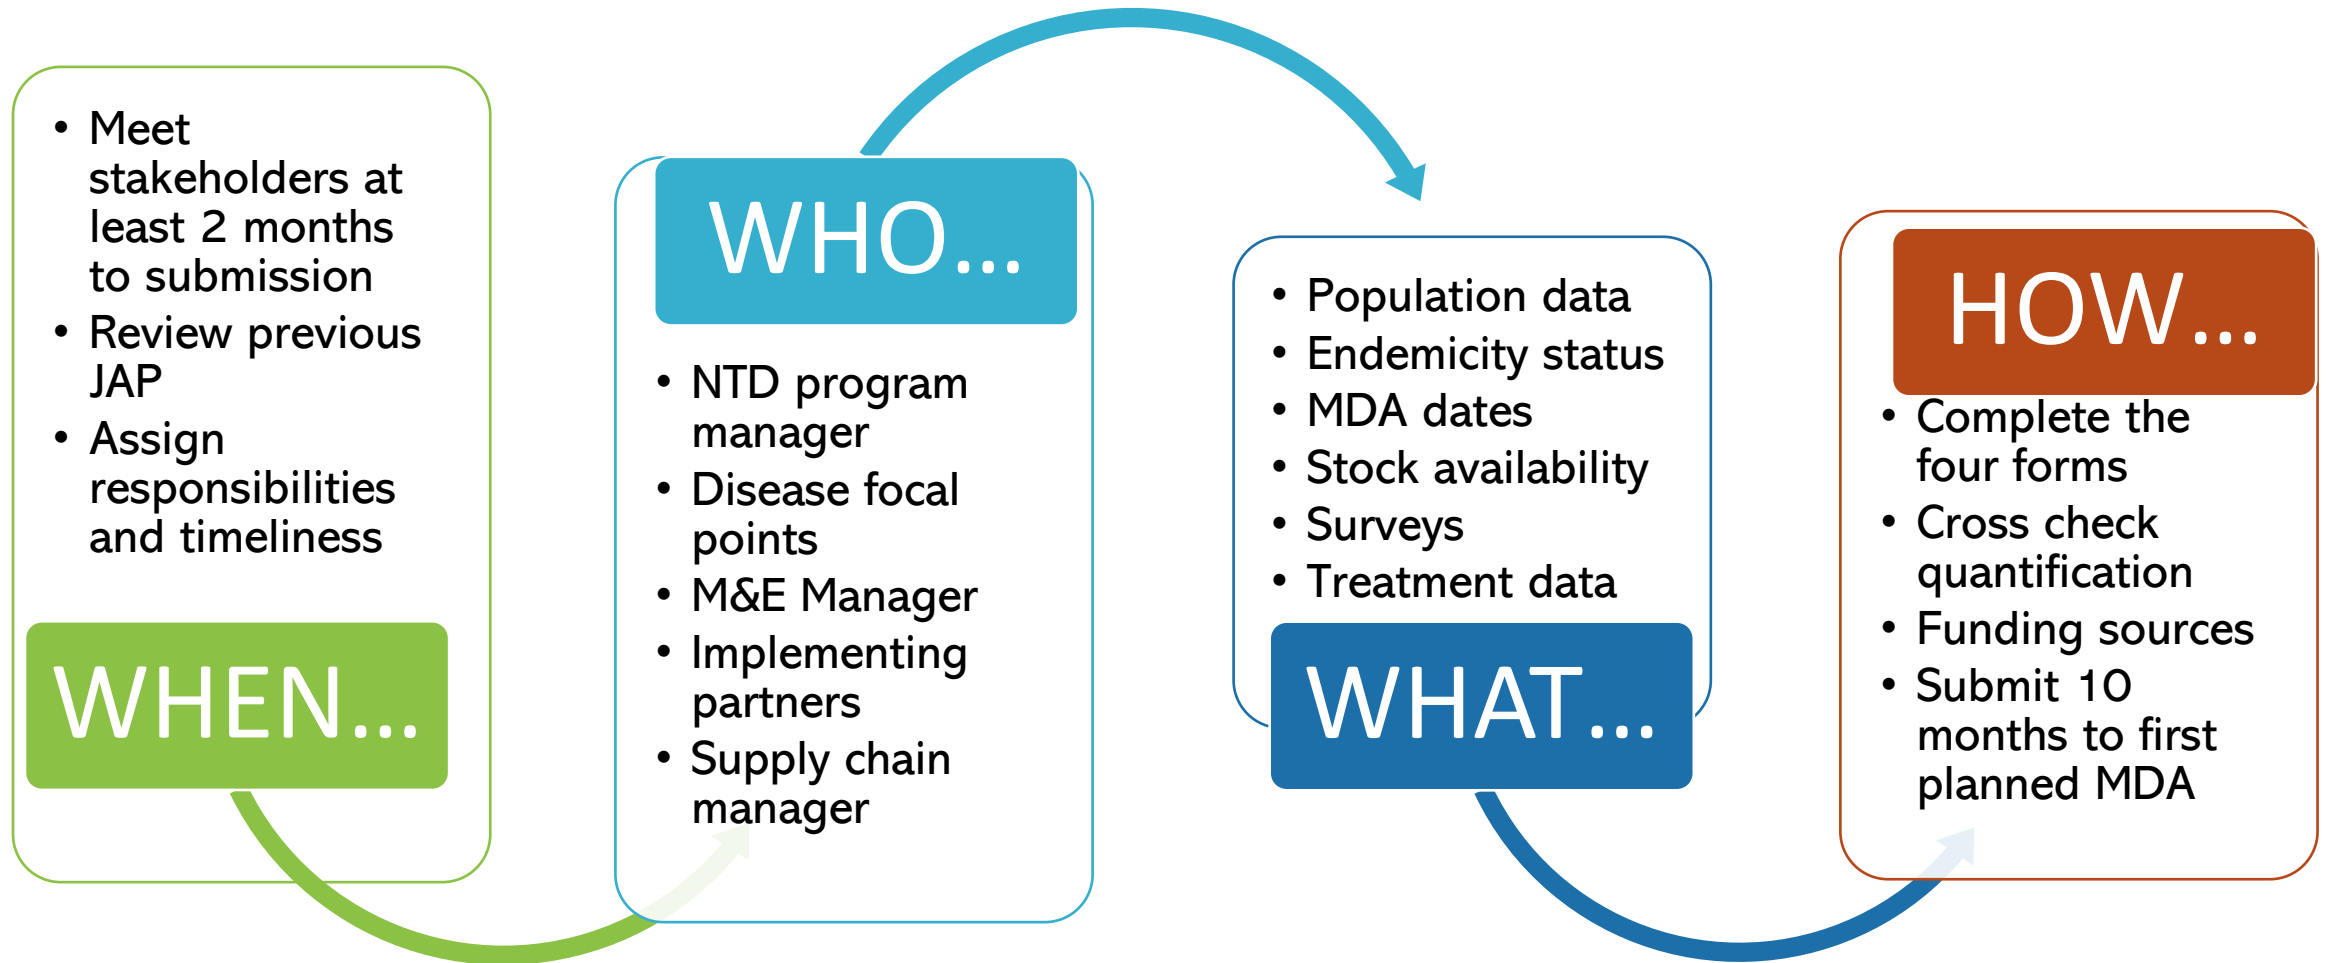 • Meet
stakeholders at
least 2 months
to submission
• Review previous
JAP
• Assign
responsibilities
and timeliness
WHEN...
WHO...
• NTD program
manager
• Disease focal
points
• M&E Manager
• Implementing
partners
• Supply chain
manager
• Population data
• Endemicity status
• MDA dates
• Stock availability
• Surveys
• Treatment data
WHAT...
HOW...
• Complete the
four forms
• Cross check
quantification
• Funding sources
• Submit 10
months to first
planned MDA